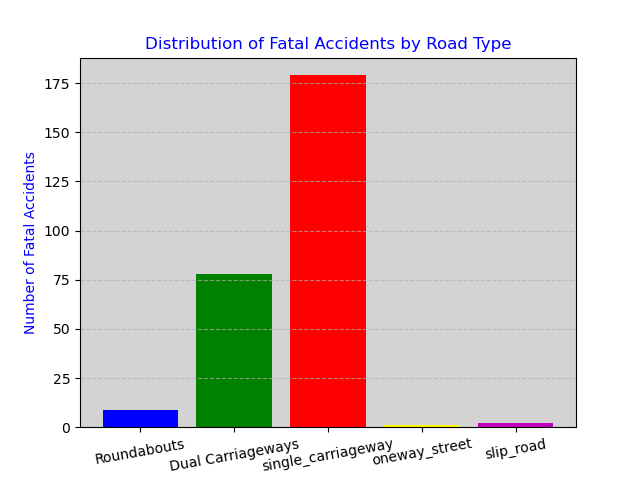 Distribution of Fatal Accidents by Road Type
Number of Fatal Accidents
175
150
125
100
75
50
25
0
Roundabouts
Dual Carriageways
single_carriageway
oneway_street
slip_road